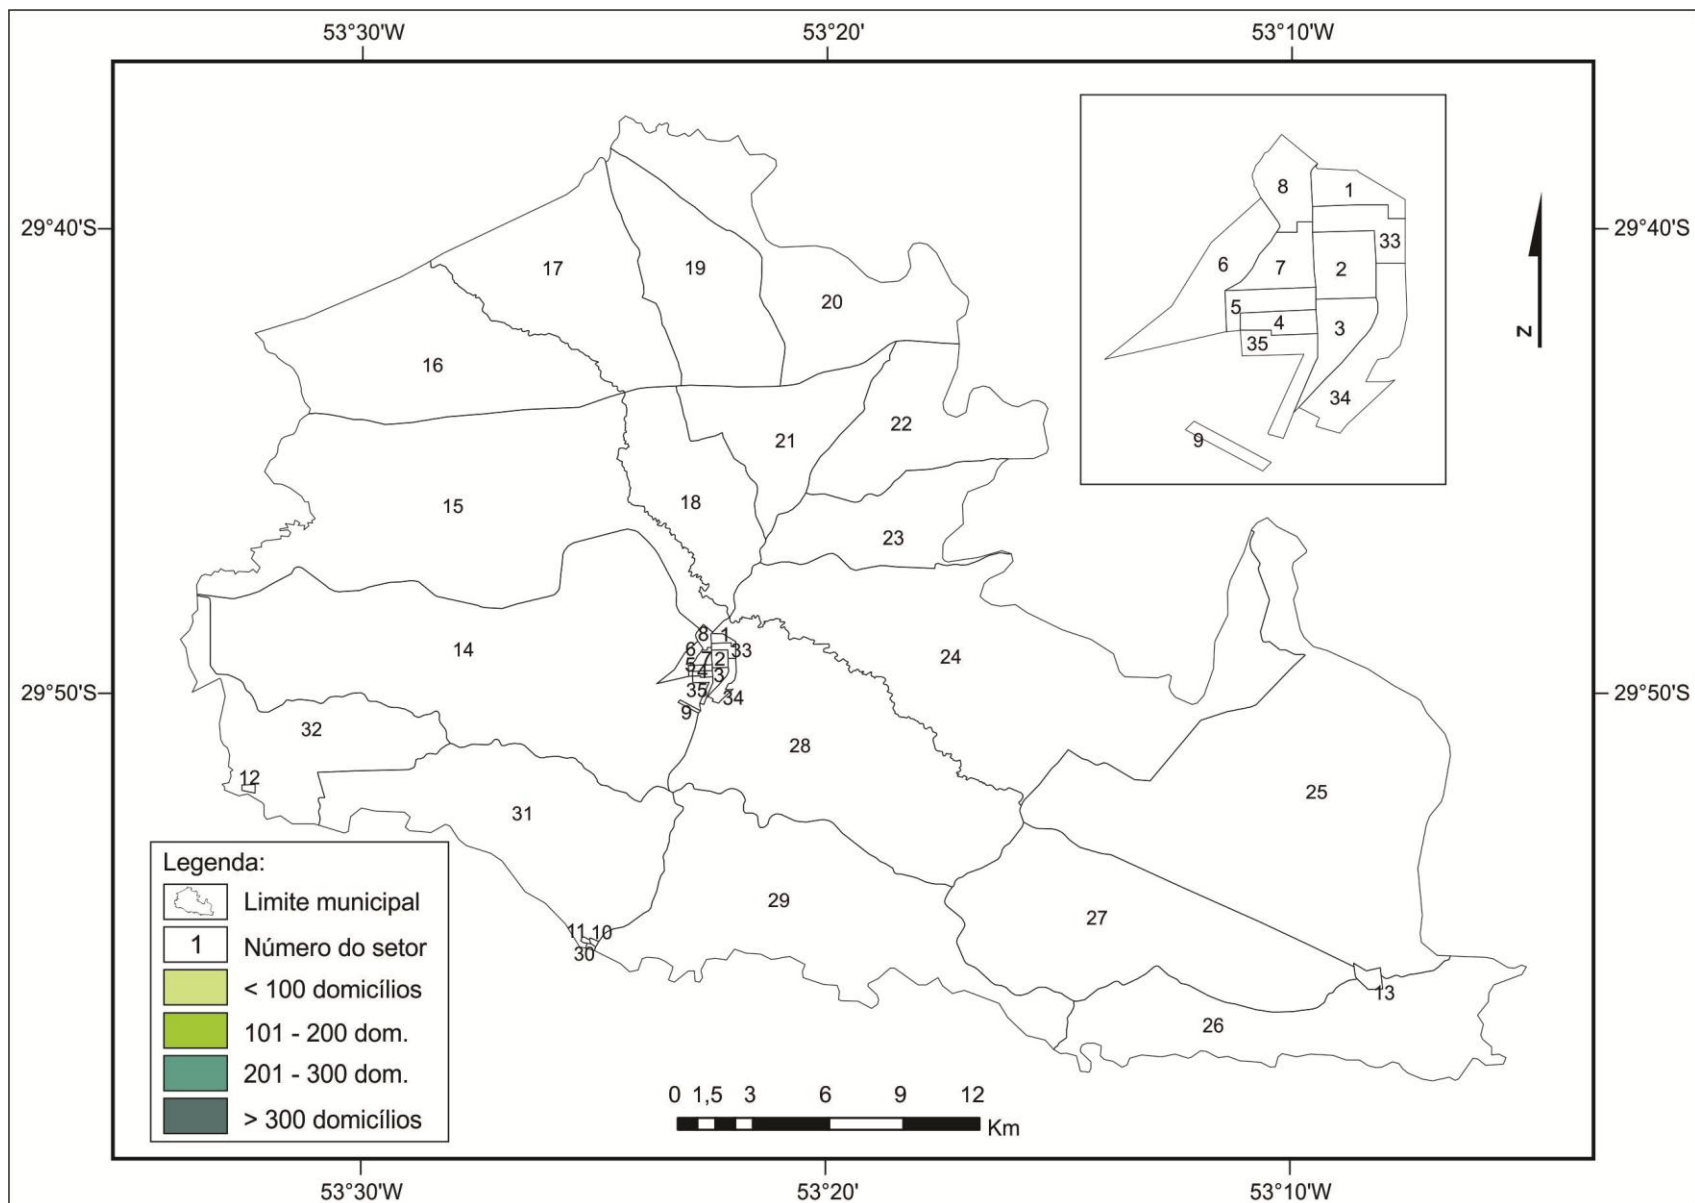 53°30'W 53°20' 53°10'W
29°40'S 29°40'S
8 1
33
6 7 2
5
4 3
35
34
9
N
17 19
20
16
22
21
15 18
23
14
8 1
6 7 2 33
5 4 3
35 34
9
24
29°50'S 29°50'S
32
28
12
25
31
29
27
11 10
30
13
26
Legenda:
Limite municipal
1 Número do setor
< 100 domicílios
101 - 200 dom.
201 - 300 dom.
> 300 domicílios
0 1,5 3 6 9 12
Km
53°30'W 53°20' 53°10'W